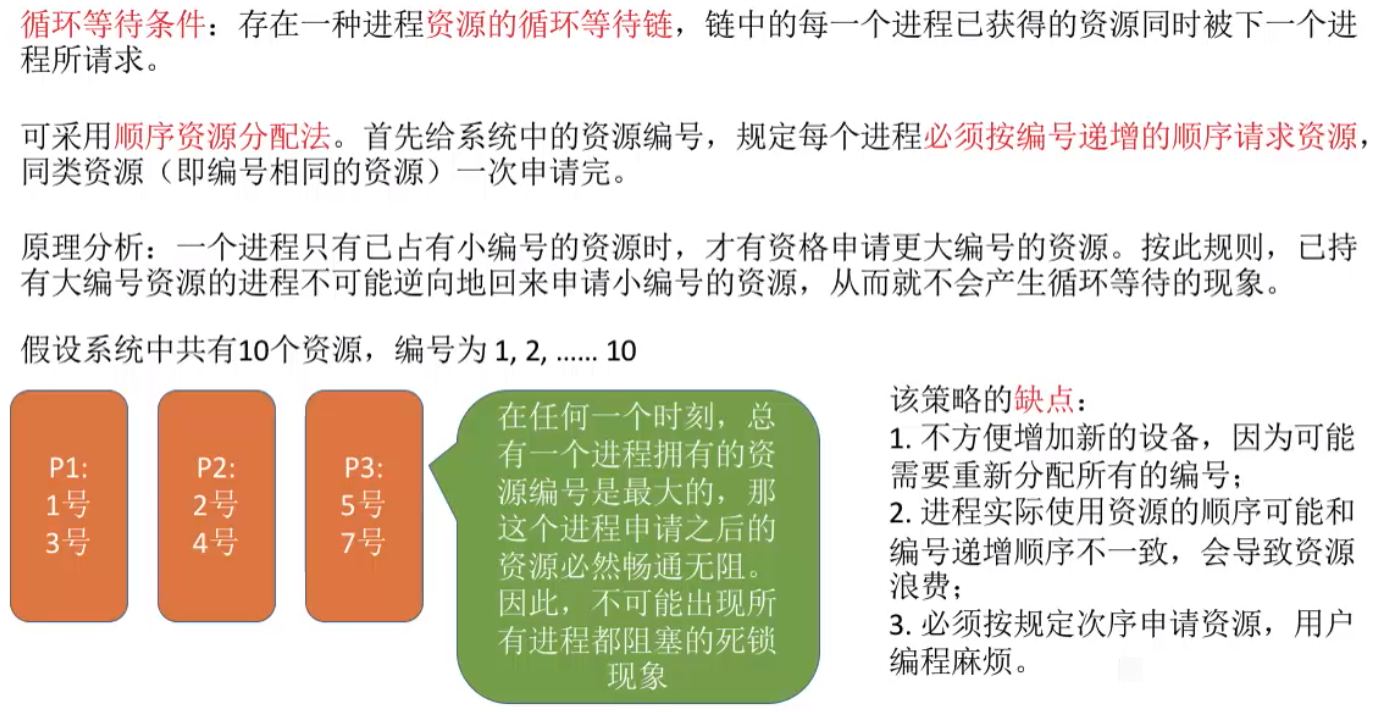 循环等待条件：存在一种进程资源的循环等待链，链中的每一个进程已获得的资源同时被下一个进
程所请求。
可采用顺序资源分配法。首先给系统中的资源编号，规定每个进程必须按编号递增的顺序请求资源，
同类资源（即编号相同的资源）一次申请完。
原理分析：一个进程只有已占有小编号的资源时，才有资格申请更大编号的资源。按此规则，已持
有大编号资源的进程不可能逆向地回来申请小编号的资源，从而就不会产生循环等待的现象。
假设系统中共有10个资源，编号为 1, 2, …… 10
P1:
1号
3号
P2:
2号
4号
P3:
5号
7号
在任何一个时刻，总
有一个进程拥有的资
源编号是最大的，那
这个进程申请之后的
资源必然畅通无阻。
因此，不可能出现所
有进程都阻塞的死锁
现象
该策略的缺点：
1. 不方便增加新的设备，因为可能
需要重新分配所有的编号；
2. 进程实际使用资源的顺序可能和
编号递增顺序不一致，会导致资源
浪费；
3. 必须按规定次序申请资源，用户
编程麻烦。